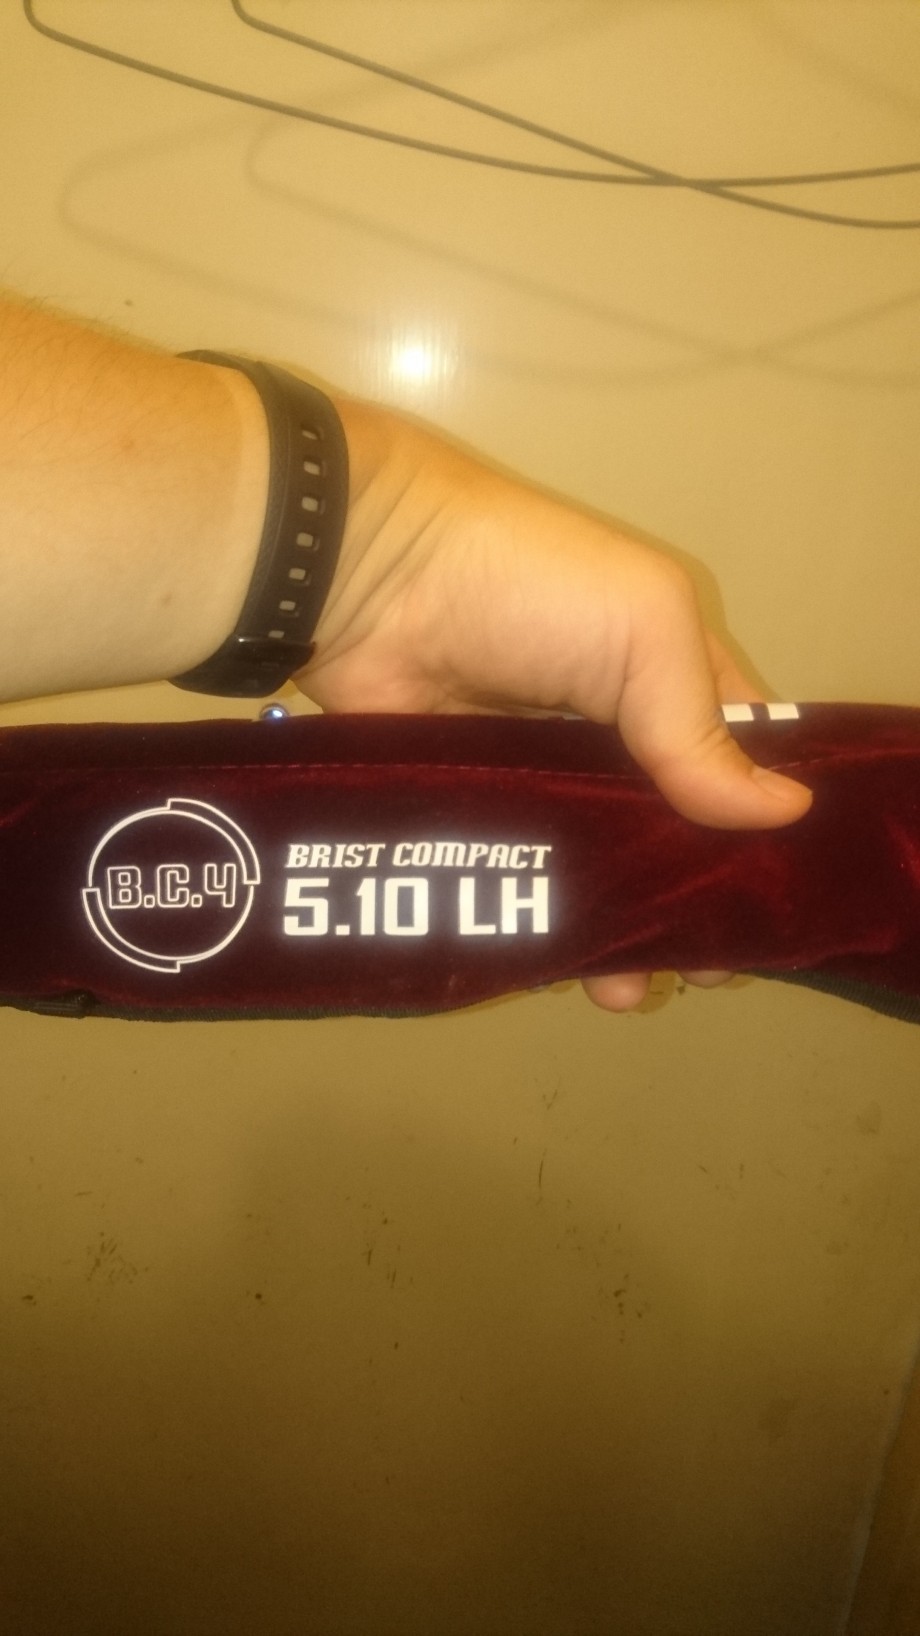 B.C.4
BRIST COMPACT
5.10 LH